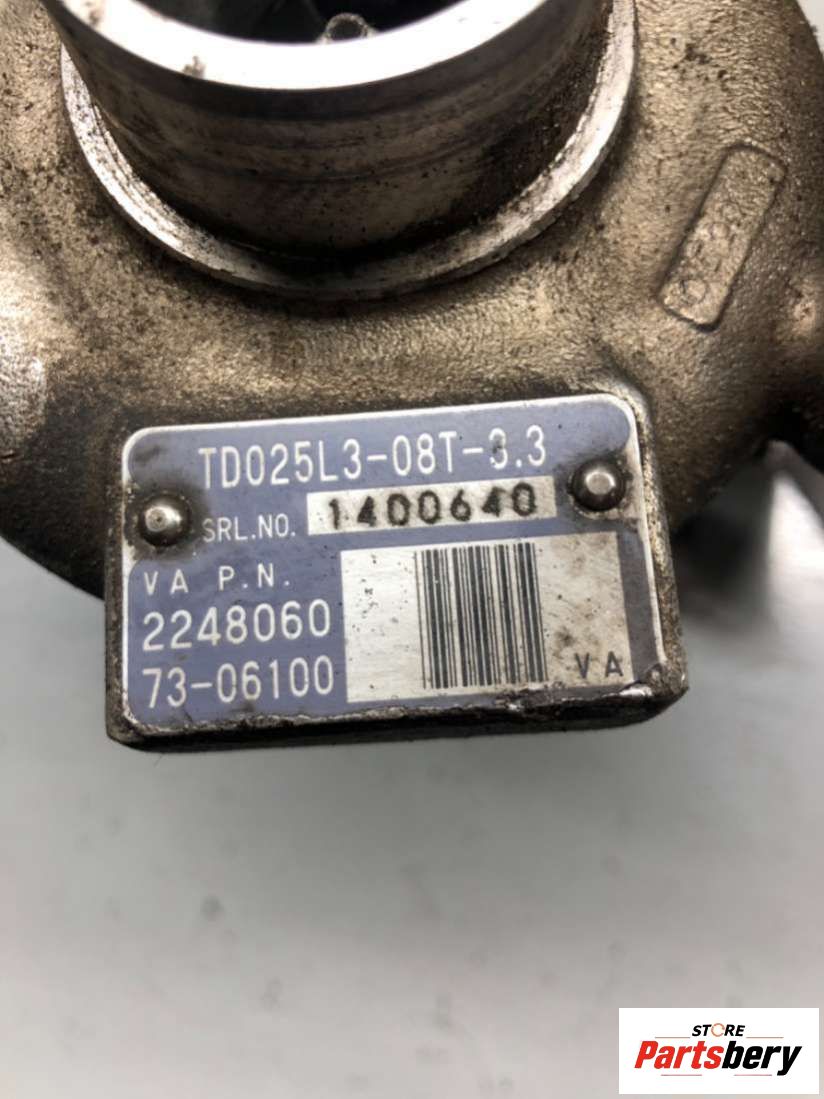 TD025L3-08T-3.3
SRL.NO. 1400640
VA P.N.
2248060
73-06100
VA
STORE
Partsbery